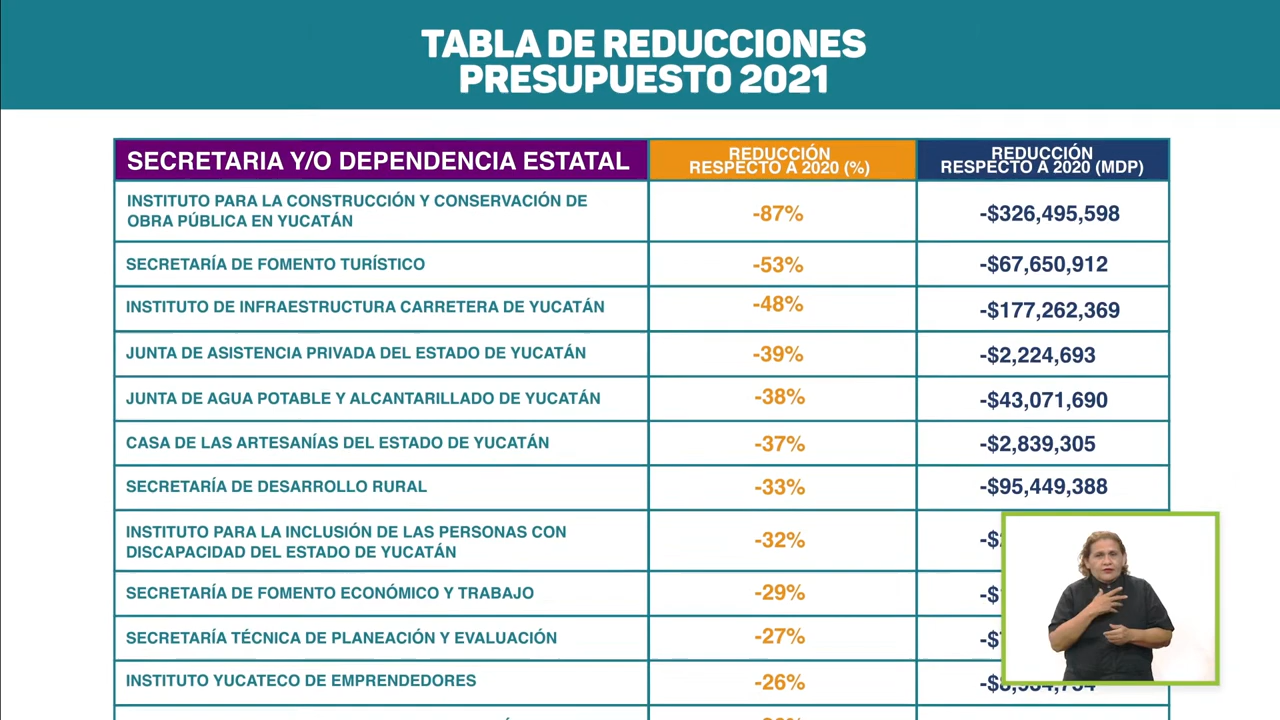 TABLA DE REDUCCIONES
PRESUPUESTO 2021
SECRETARIA Y/O DEPENDENCIA ESTATAL
REDUCCIÓN
RESPECTO A 2020 (%)
REDUCCIÓN
RESPECTO A 2020 (MDP)
INSTITUTO PARA LA CONSTRUCCIÓN Y CONSERVACIÓN DE
OBRA PÚBLICA EN YUCATÁN
-87%
-$326,495,598
SECRETARÍA DE FOMENTO TURÍSTICO
-53%
-$67,650,912
INSTITUTO DE INFRAESTRUCTURA CARRETERA DE YUCATÁN
-48%
-$177,262,369
JUNTA DE ASISTENCIA PRIVADA DEL ESTADO DE YUCATÁN
-39%
-$2,224,693
JUNTA DE AGUA POTABLE Y ALCANTARILLADO DE YUCATÁN
-38%
-$43,071,690
CASA DE LAS ARTESANÍAS DEL ESTADO DE YUCATÁN
-37%
-$2,839,305
SECRETARÍA DE DESARROLLO RURAL
-33%
-$95,449,388
INSTITUTO PARA LA INCLUSIÓN DE LAS PERSONAS CON
DISCAPACIDAD DEL ESTADO DE YUCATÁN
-32%
SECRETARÍA DE FOMENTO ECONÓMICO Y TRABAJO
-29%
SECRETARÍA TÉCNICA DE PLANEACIÓN Y EVALUACIÓN
-27%
INSTITUTO YUCATECO DE EMPRENDEDORES
-26%